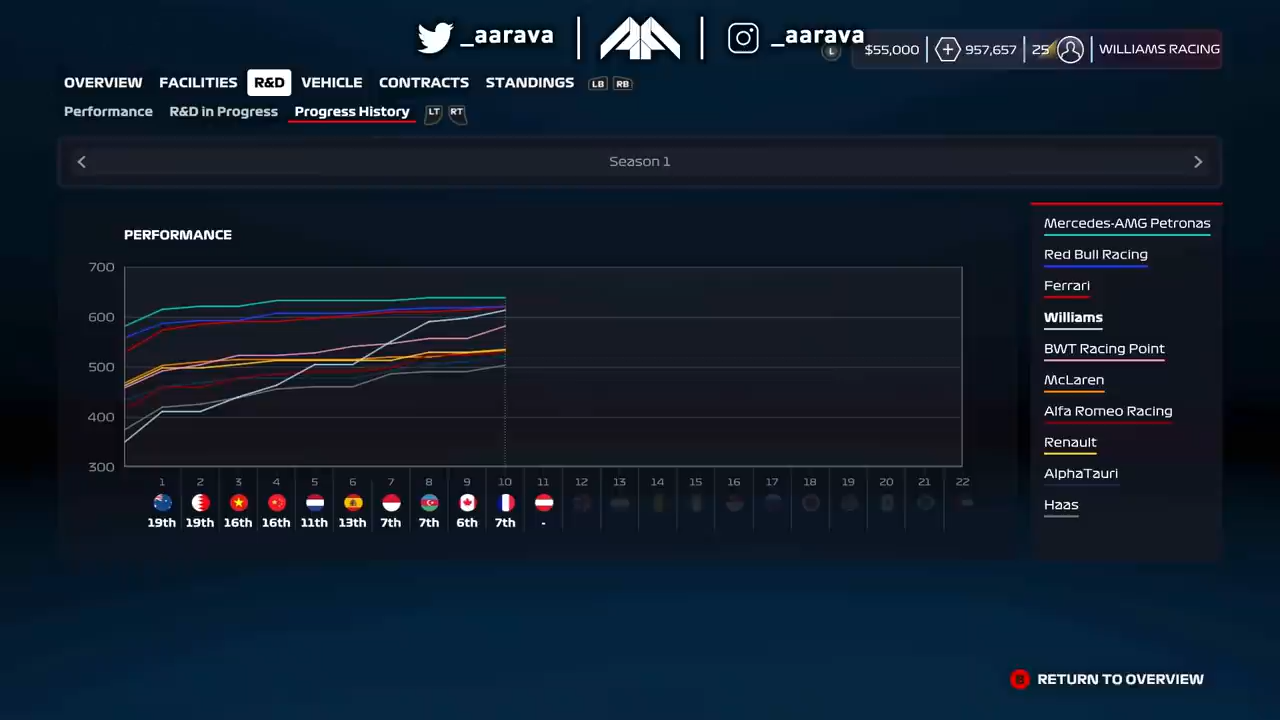 _aarava | | _aarava
$55,000 957,657 25 WILLIAMS RACING
OVERVIEW FACILITIES R&D VEHICLE CONTRACTS STANDINGS LB RB
Performance R&D in Progress Progress History LT RT
Season 1
PERFORMANCE
700
600
500
400
300
1 2 3 4 5 6 7 8 9 10 11 12 13 14 15 16 17 18 19 20 21 22
19th 19th 16th 16th 11th 13th 7th 7th 6th 7th -
Mercedes-AMG Petronas
Red Bull Racing
Ferrari
Williams
BWT Racing Point
McLaren
Alfa Romeo Racing
Renault
AlphaTauri
Haas
B RETURN TO OVERVIEW